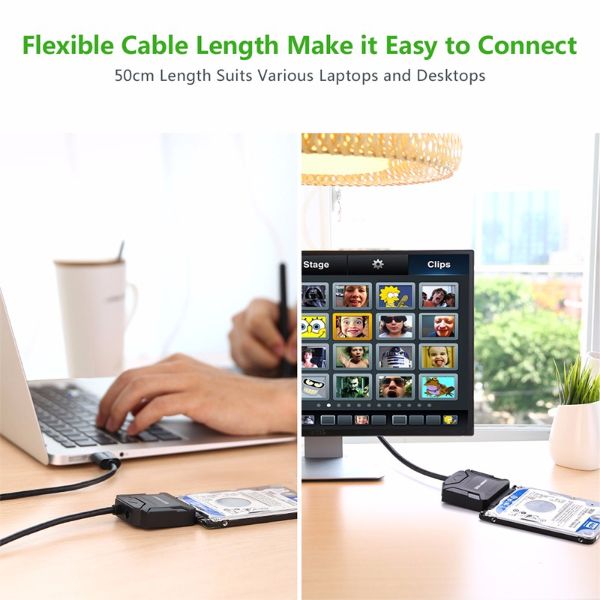 Flexible Cable Length Make it Easy to Connect
50cm Length Suits Various Laptops and Desktops
Stage
Clips